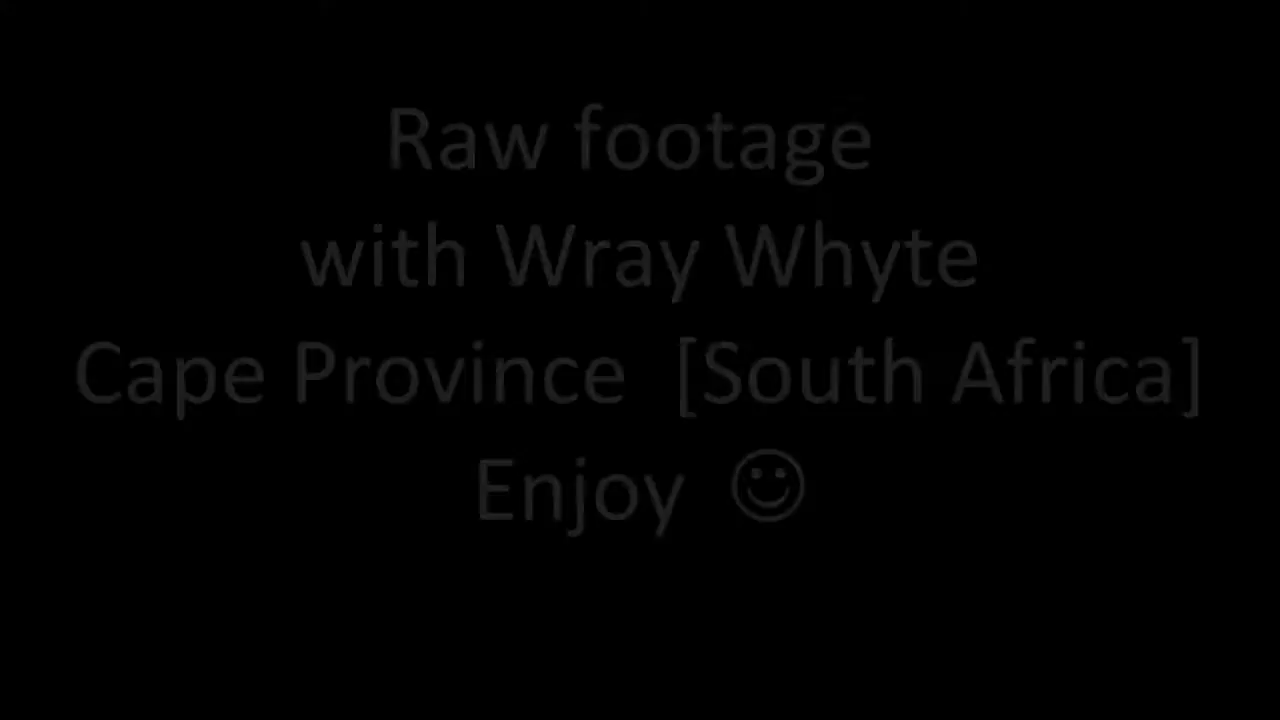 Raw footage
with Wray Whyte
Cape Province [South Africa]
Enjoy ☺